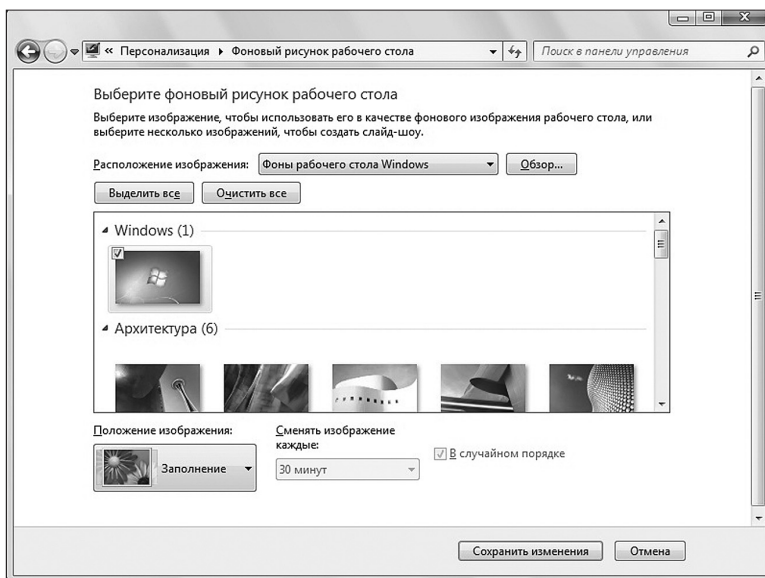 « Персонализация ▸ Фоновый рисунок рабочего стола
Поиск в панели управления
Выберите фоновый рисунок рабочего стола
Выберите изображение, чтобы использовать его в качестве фонового изображения рабочего стола, или
выберите несколько изображений, чтобы создать слайд-шоу.
Расположение изображения: Фоны рабочего стола Windows Обзор...
Выделить все Очистить все
Windows (1)
Архитектура (6)
Положение изображения:
Заполнение
Сменять изображение
каждые:
30 минут
В случайном порядке
Сохранить изменения Отмена